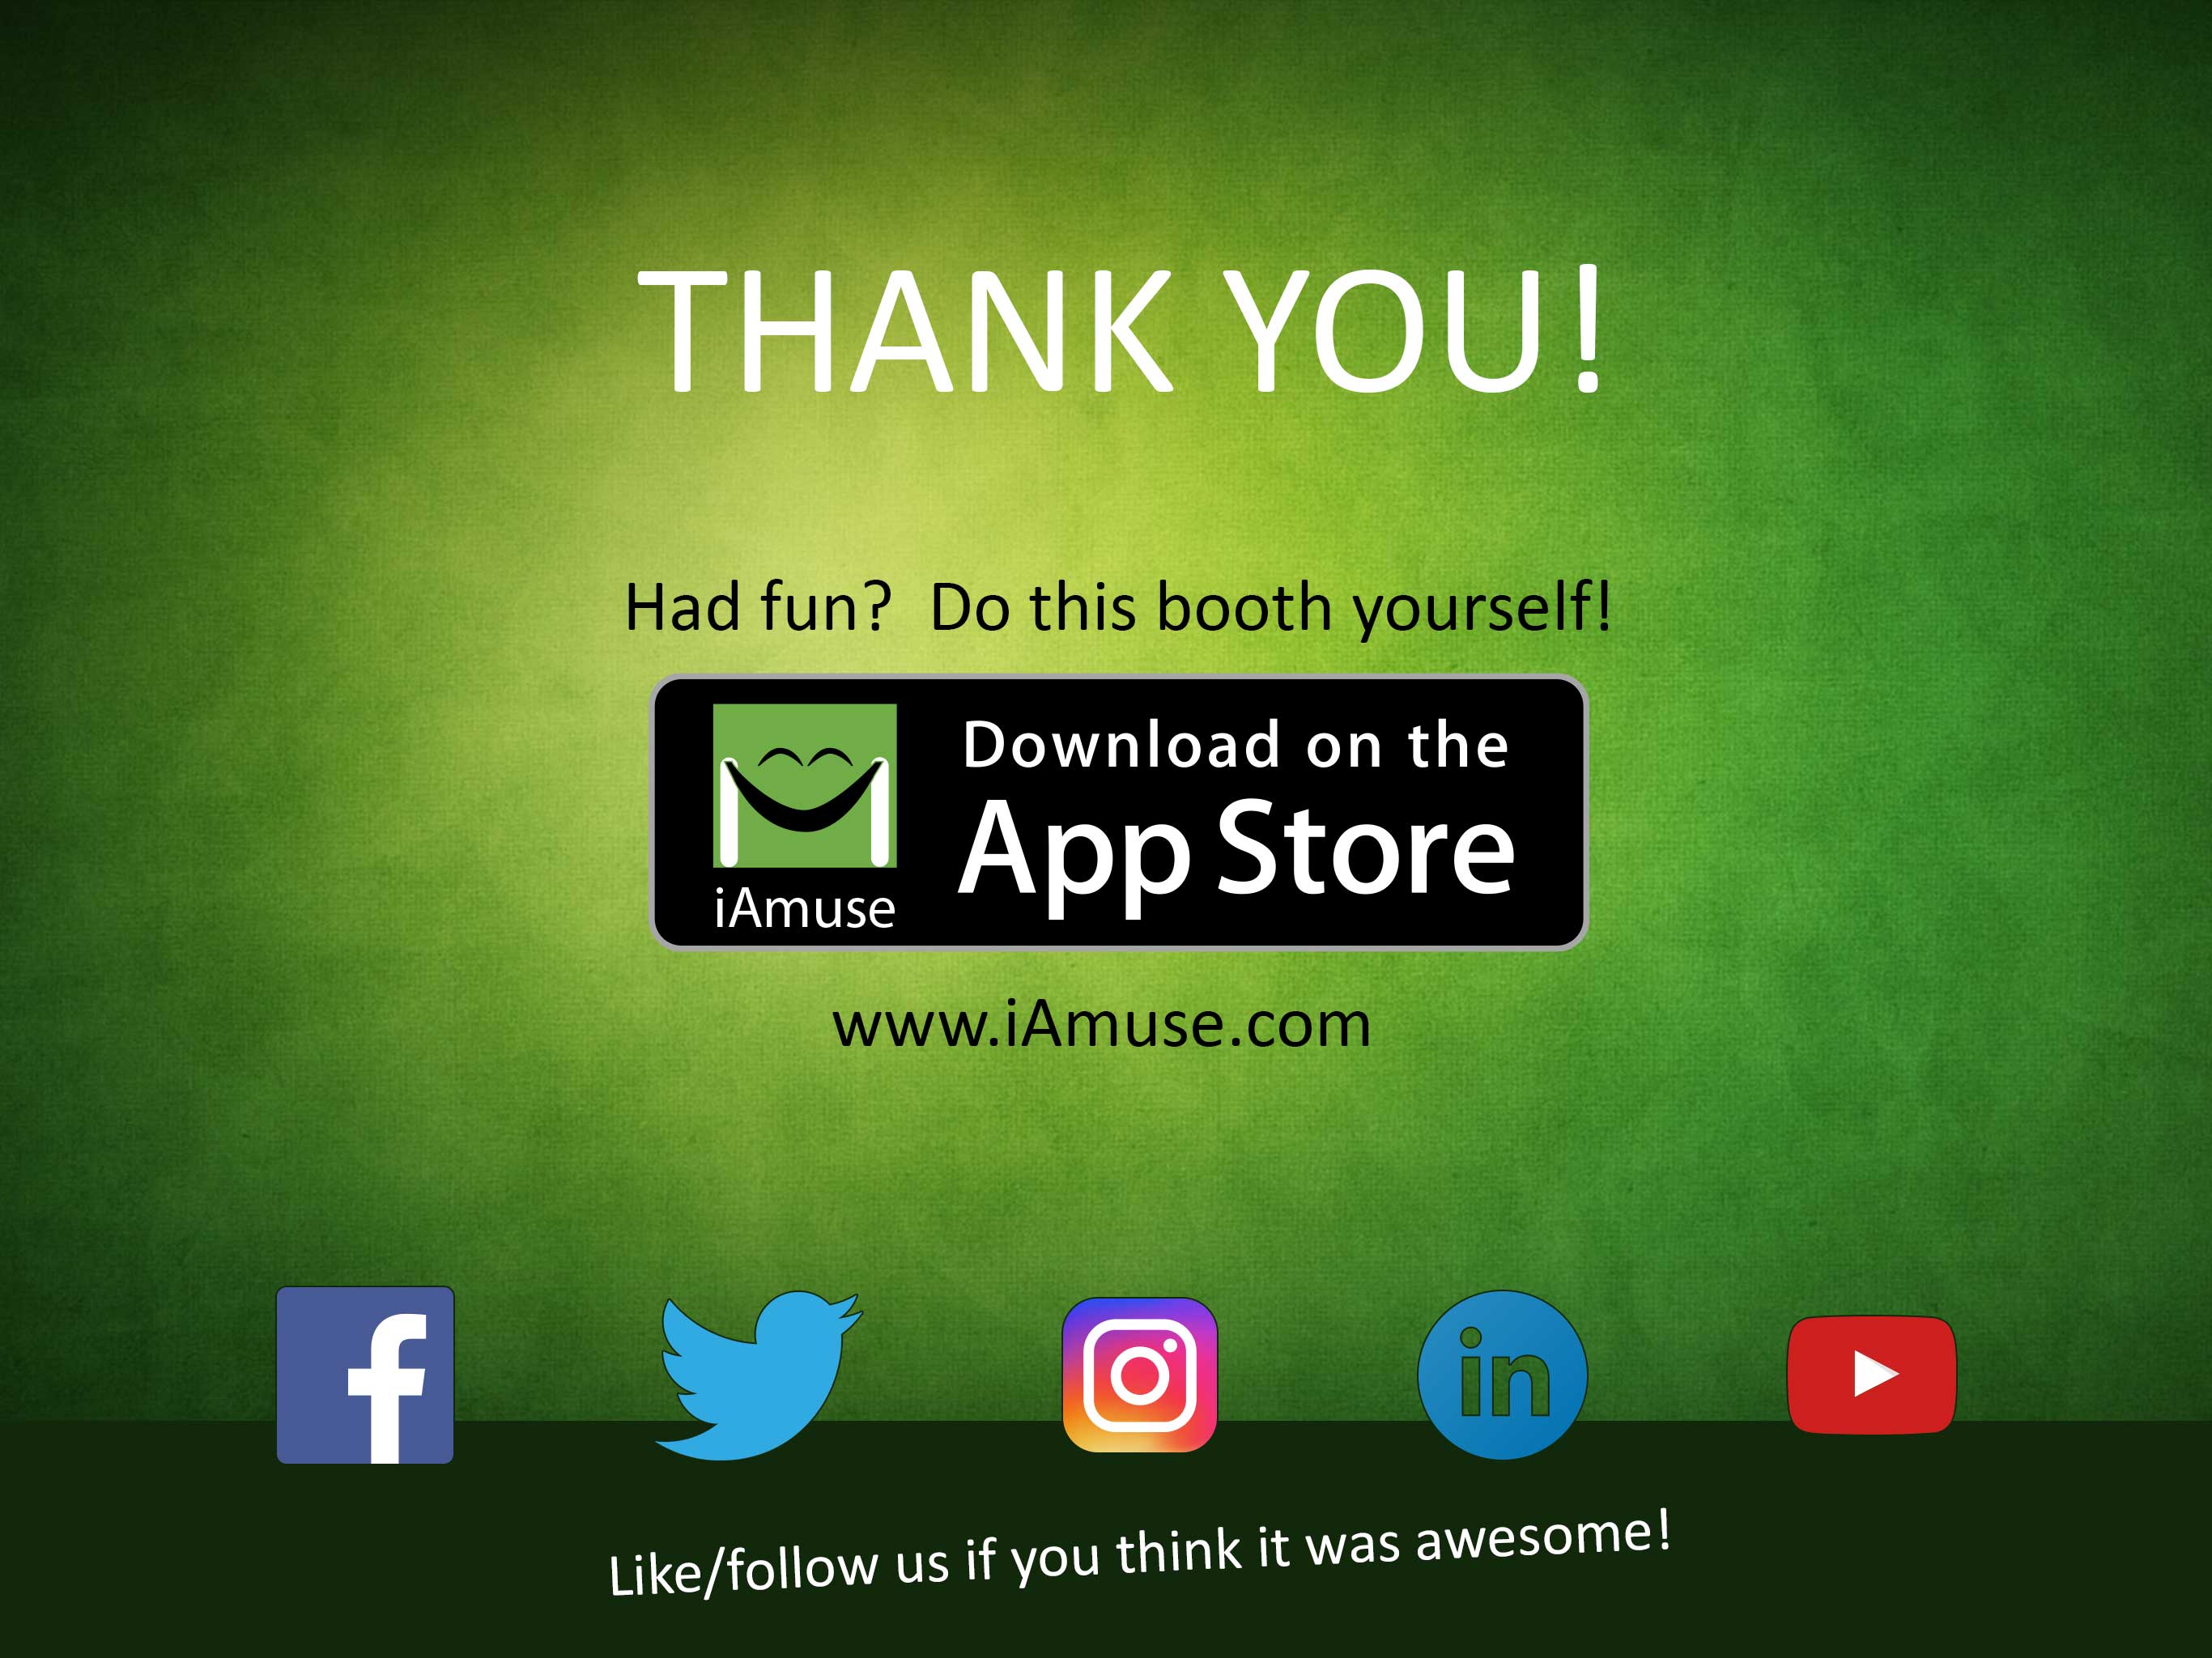 THANK YOU!
Had fun?  Do this booth yourself!
Download on the
App Store
iAmuse
www.iAmuse.com
f
in
Like/follow us if you think it was awesome!